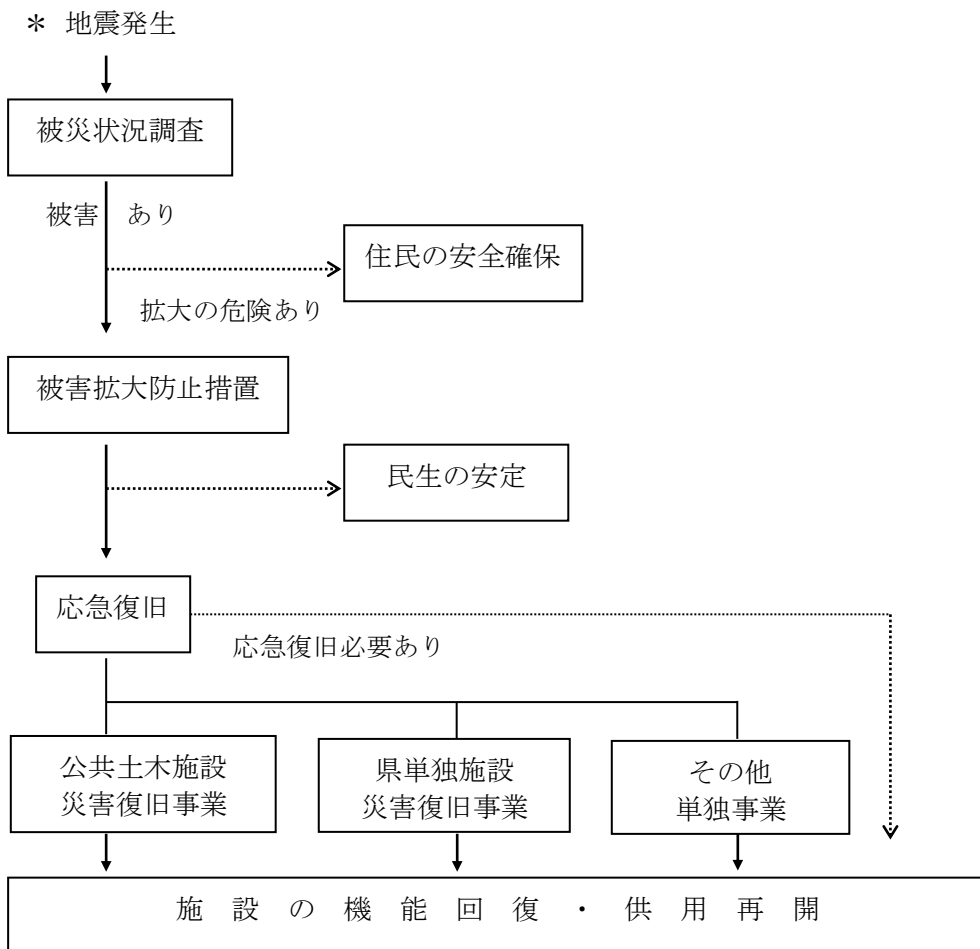 ＊ 地震発生
被災状況調査
被害 あり
住民の安全確保
拡大の危険あり
被害拡大防止措置
民生の安定
応急復旧
応急復旧必要あり
公共土木施設
災害復旧事業
県単独施設
災害復旧事業
その他
単独事業
施設の機能回復・供用再開